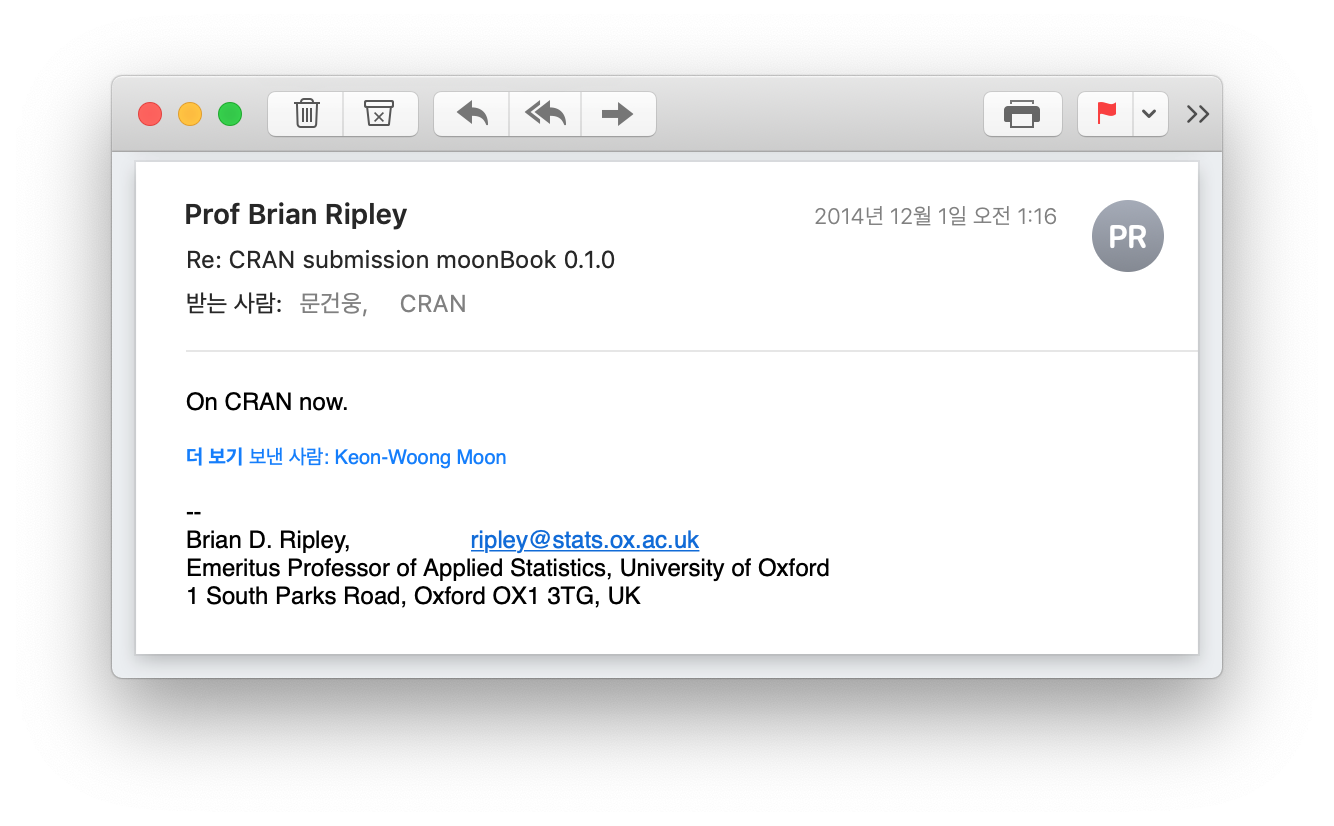 Prof Brian Ripley
2014년 12월 1일 오전 1:16
PR
Re: CRAN submission moonBook 0.1.0
받는 사람: 문건웅, CRAN
On CRAN now.
더 보기 보낸 사람: Keon-Woong Moon
--
Brian D. Ripley, ripley@stats.ox.ac.uk
Emeritus Professor of Applied Statistics, University of Oxford
1 South Parks Road, Oxford OX1 3TG, UK